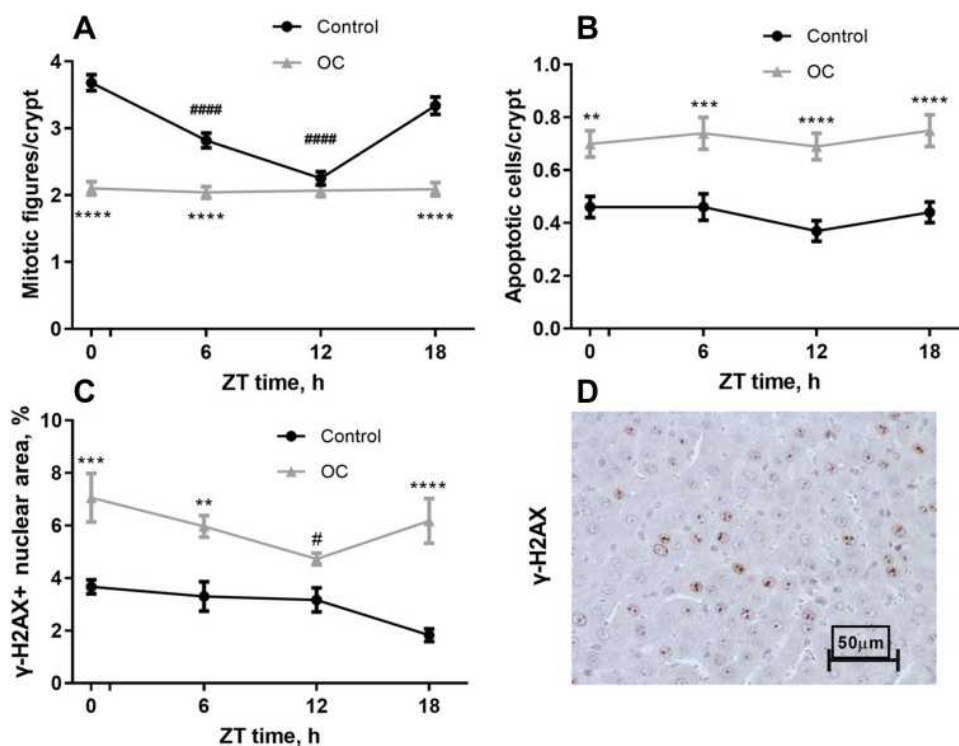 A
Control
OC
Mitotic figures/crypt
4
3
2
1
0
####
####
****
****
****
0
6
12
18
ZT time, h
B
Control
OC
Apoptotic cells/crypt
1.0
0.8
0.6
0.4
0.2
0.0
**
***
****
****
0
6
12
18
ZT time, h
C
Control
OC
γ-H2AX+ nuclear area, %
10
8
6
4
2
0
***
**
#
****
0
6
12
18
ZT time, h
D
γ-H2AX
50μm